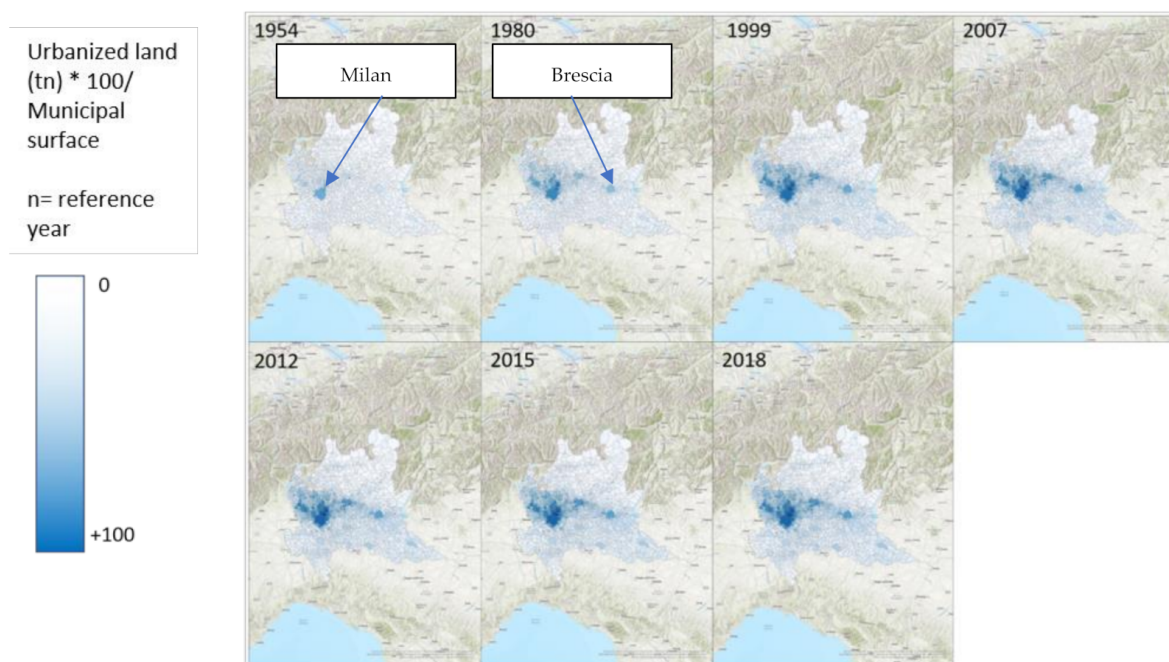 Urbanized land
(tn) * 100/
Municipal
surface
n= reference
year
0
+100
1954
1980
1999
2007
Milan
Brescia
2012
2015
2018